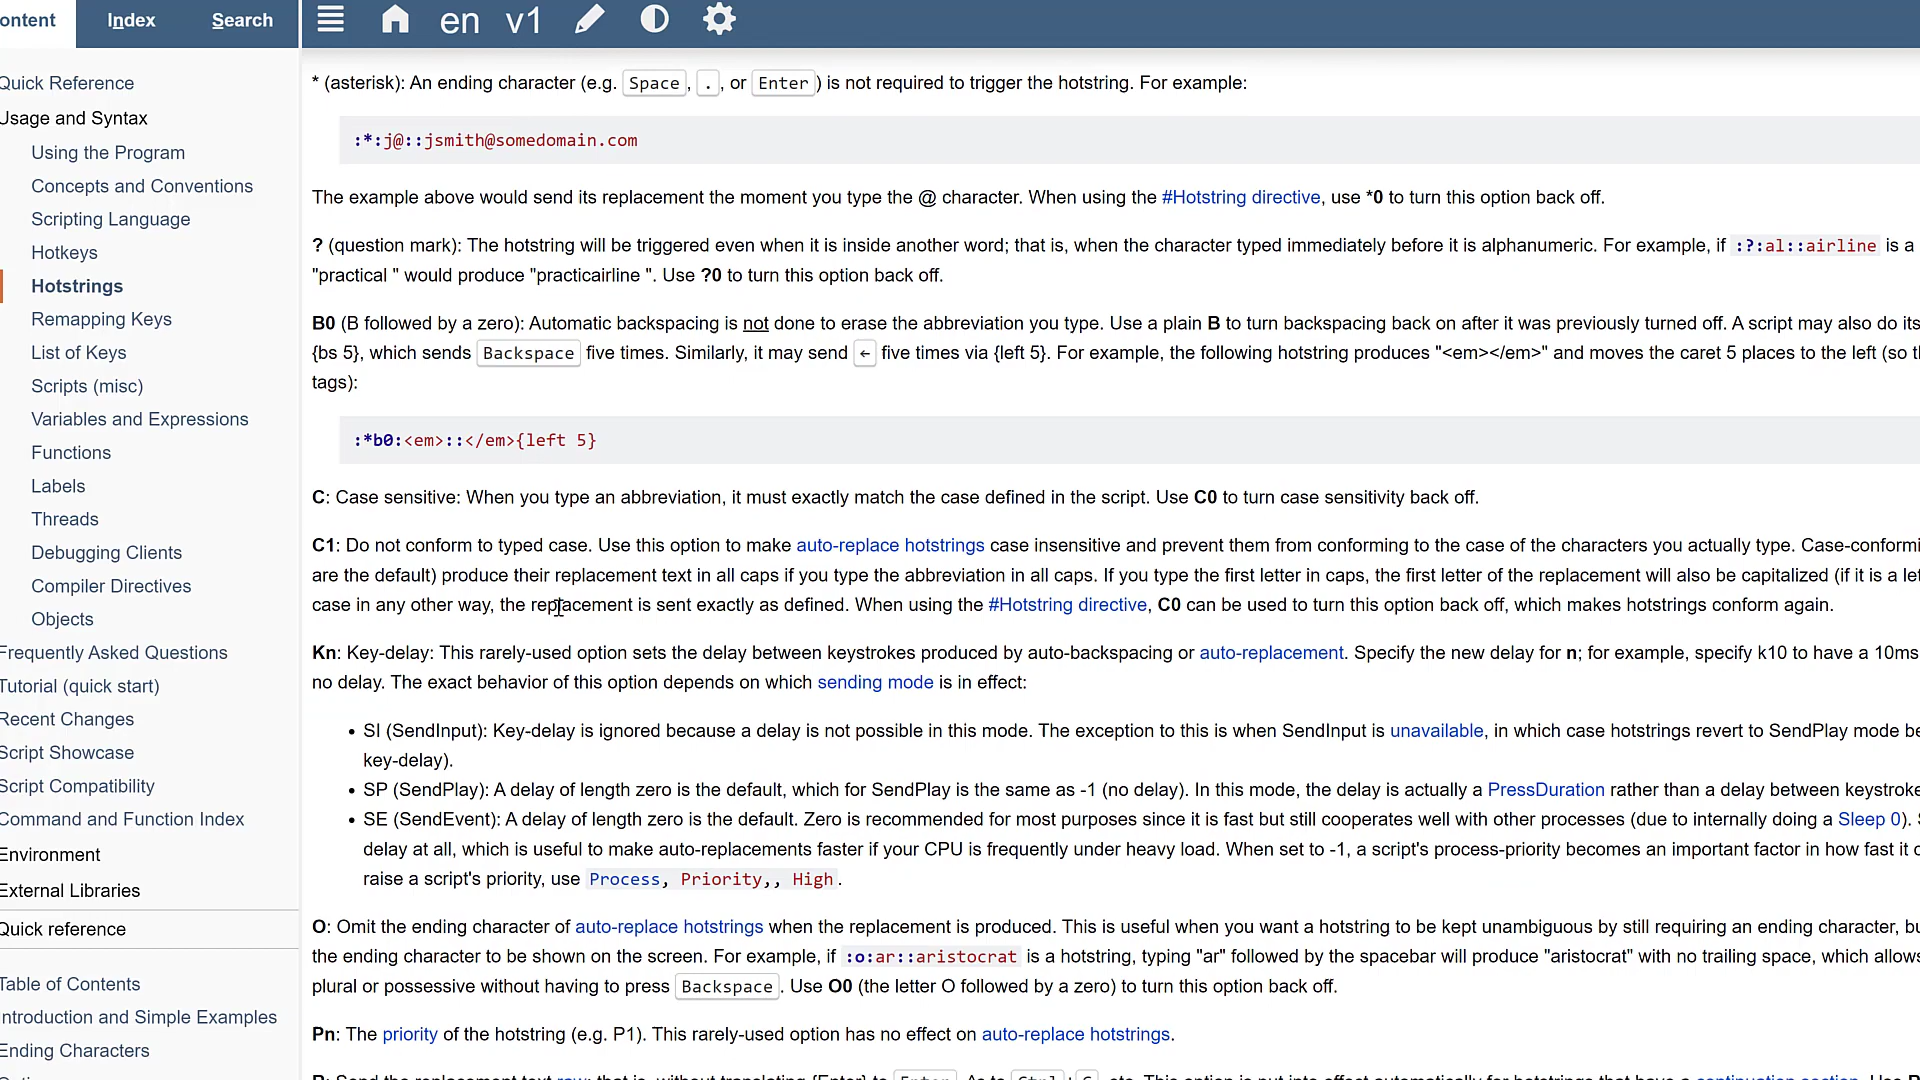 ontent Index Search en v1
Quick Reference
Usage and Syntax
Using the Program
Concepts and Conventions
Scripting Language
Hotkeys
Hotstrings
Remapping Keys
List of Keys
Scripts (misc)
Variables and Expressions
Functions
Labels
Threads
Debugging Clients
Compiler Directives
Objects
Frequently Asked Questions
Tutorial (quick start)
Recent Changes
Script Showcase
Script Compatibility
Command and Function Index
Environment
External Libraries
Quick reference
Table of Contents
Introduction and Simple Examples
Ending Characters
* (asterisk): An ending character (e.g. Space, ., or Enter) is not required to trigger the hotstring. For example:
:*:j@::jsmith@somedomain.com
The example above would send its replacement the moment you type the @ character. When using the #Hotstring directive, use *0 to turn this option back off.
? (question mark): The hotstring will be triggered even when it is inside another word; that is, when the character typed immediately before it is alphanumeric. For example, if :?:al::airline is a
"practical " would produce "practicairline ". Use ?0 to turn this option back off.
B0 (B followed by a zero): Automatic backspacing is not done to erase the abbreviation you type. Use a plain B to turn backspacing back on after it was previously turned off. A script may also do its
{bs 5}, which sends Backspace five times. Similarly, it may send ← five times via {left 5}. For example, the following hotstring produces "<em></em>" and moves the caret 5 places to the left (so
tags):
:*b0:<em>::</em>{left 5}
C: Case sensitive: When you type an abbreviation, it must exactly match the case defined in the script. Use C0 to turn case sensitivity back off.
C1: Do not conform to typed case. Use this option to make auto-replace hotstrings case insensitive and prevent them from conforming to the case of the characters you actually type. Case-conformi
are the default) produce their replacement text in all caps if you type the abbreviation in all caps. If you type the first letter in caps, the first letter of the replacement will also be capitalized (if it is a
case in any other way, the replacement is sent exactly as defined. When using the #Hotstring directive, C0 can be used to turn this option back off, which makes hotstrings conform again.
Kn: Key-delay: This rarely-used option sets the delay between keystrokes produced by auto-backspacing or auto-replacement. Specify the new delay for n; for example, specify k10 to have a 10ms
no delay. The exact behavior of this option depends on which sending mode is in effect:
• SI (SendInput): Key-delay is ignored because a delay is not possible in this mode. The exception to this is when SendInput is unavailable, in which case hotstrings revert to SendPlay mode
key-delay).
• SP (SendPlay): A delay of length zero is the default, which for SendPlay is the same as -1 (no delay). In this mode, the delay is actually a PressDuration rather than a delay between keystroke
• SE (SendEvent): A delay of length zero is the default. Zero is recommended for most purposes since it is fast but still cooperates well with other processes (due to internally doing a Sleep 0).
delay at all, which is useful to make auto-replacements faster if your CPU is frequently under heavy load. When set to -1, a script's process-priority becomes an important factor in how fast it
raise a script's priority, use Process, Priority,, High.
O: Omit the ending character of auto-replace hotstrings when the replacement is produced. This is useful when you want a hotstring to be kept unambiguous by still requiring an ending character,
the ending character to be shown on the screen. For example, if :o:ar::aristocrat is a hotstring, typing "ar" followed by the spacebar will produce "aristocrat" with no trailing space, which allows
plural or possessive without having to press Backspace. Use O0 (the letter O followed by a zero) to turn this option back off.
Pn: The priority of the hotstring (e.g. P1). This rarely-used option has no effect on auto-replace hotstrings.